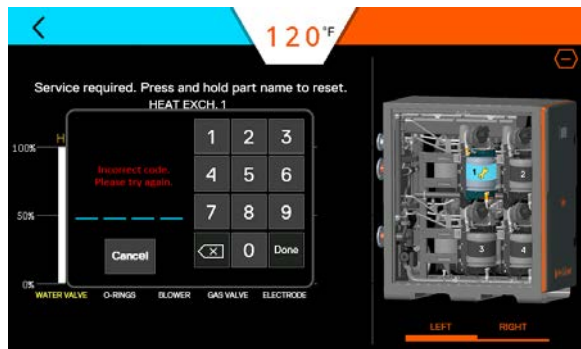 120°F
Service required. Press and hold part name to reset.
HEAT EXCH. 1
H
100%
50%
0%
Incorrect code.
Please try again.
1 2 3
4 5 6
7 8 9
0 Done
Cancel
WATER VALVE O-RINGS BLOWER GAS VALVE ELECTRODE
1
2
3
4
LEFT RIGHT